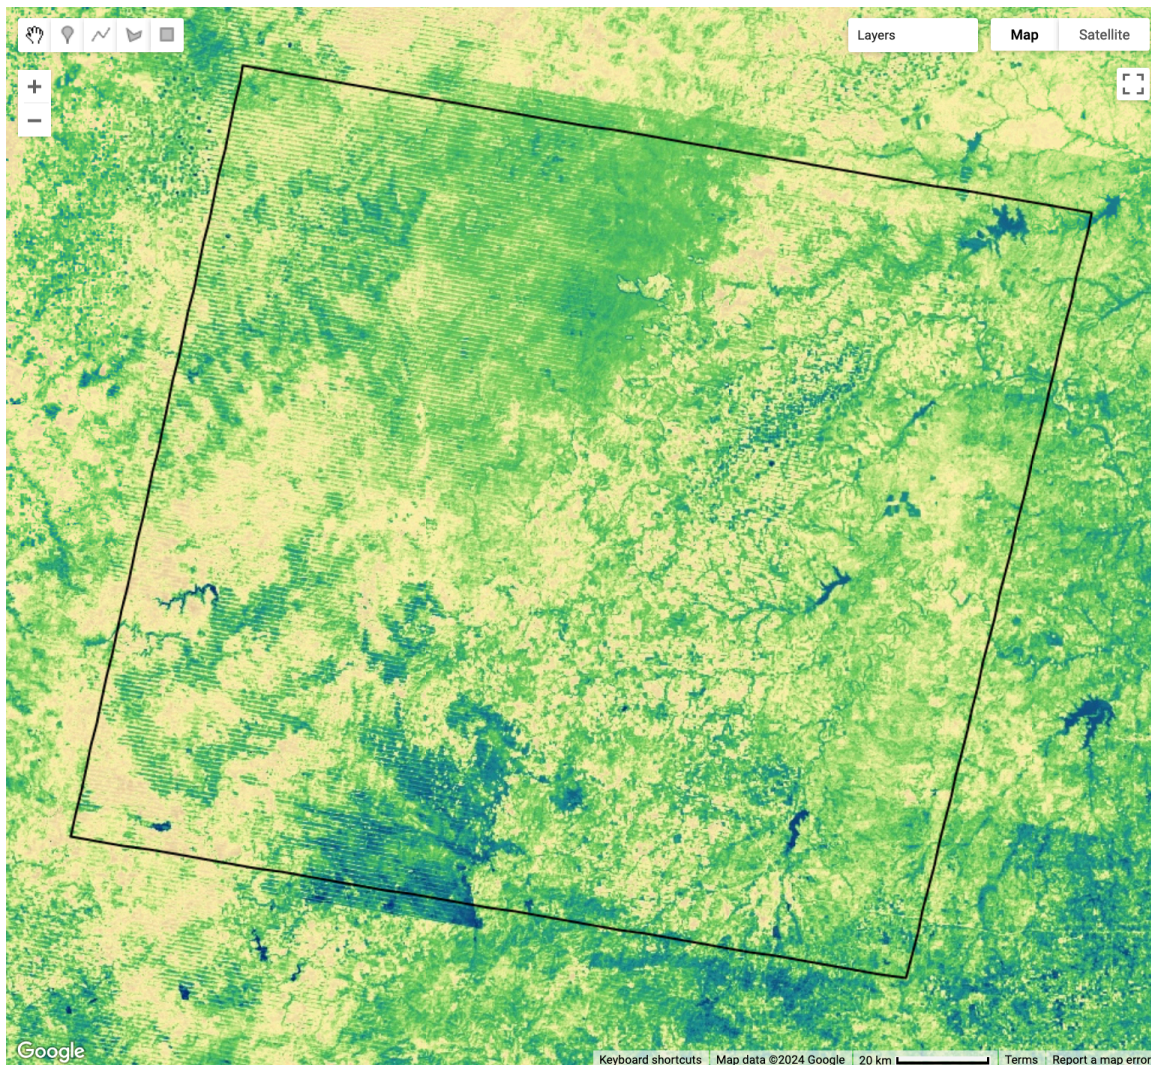 Layers
Map
Satellite
Google
Keyboard shortcuts
Map data ©2024 Google
20 km
Terms
Report a map error